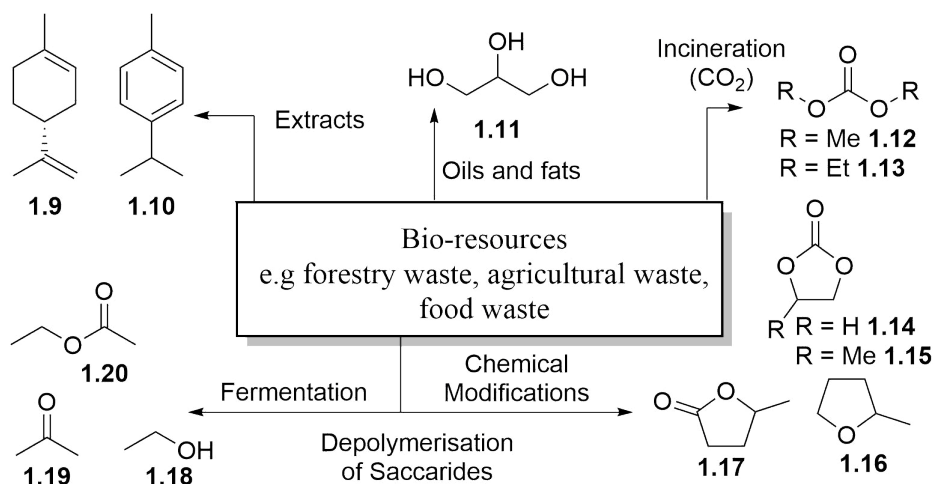 Extracts
1.9
1.10
OH
HO
OH
1.11
Oils and fats
Incineration
(CO2)
O
R
O
O
R
R = Me 1.12
R = Et 1.13
Bio-resources
e.g forestry waste, agricultural waste,
food waste
O
O
O
R
R = H 1.14
R = Me 1.15
O
O
1.20
Fermentation
Chemical
Modifications
Depolymerisation
of Saccarides
O
1.19
OH
1.18
O
O
1.17
O
1.16